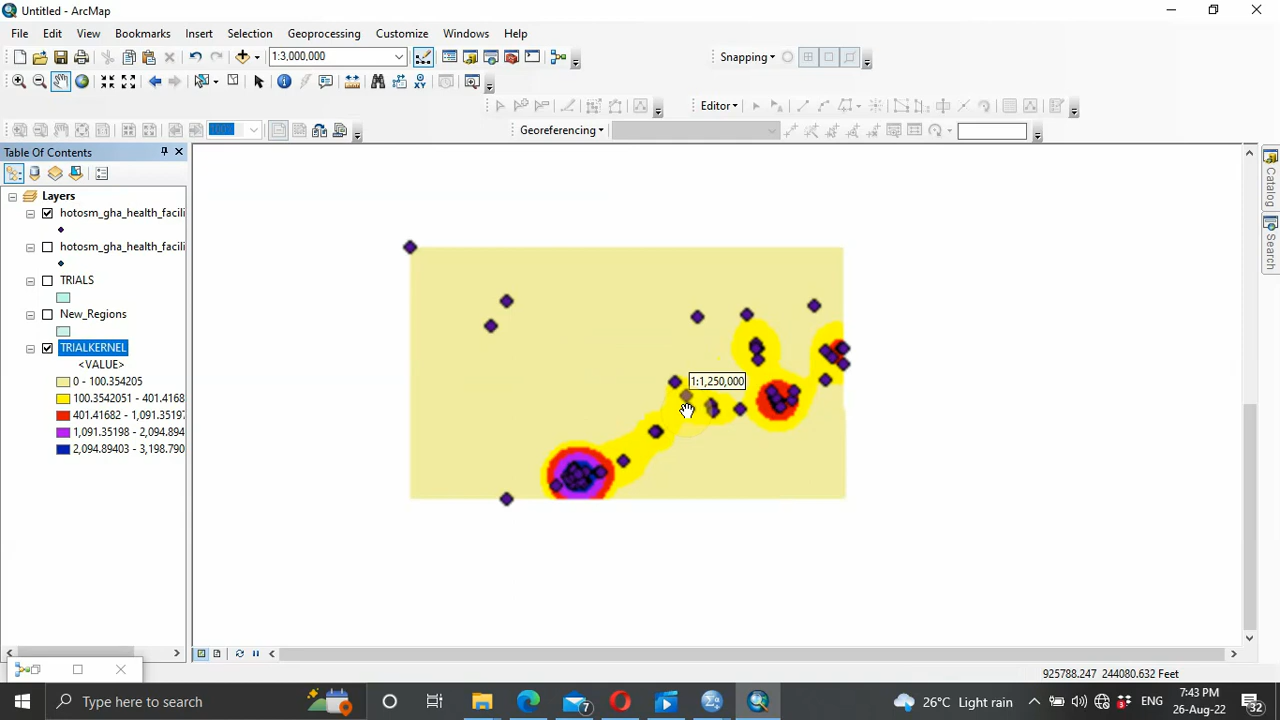 Untitled - ArcMap
File Edit View Bookmarks Insert Selection Geoprocessing Customize Windows Help
1:3,000,000
Snapping
Editor
100%
Georeferencing
Table Of Contents
Layers
hotosm_gha_health_facili
hotosm_gha_health_facili
TRIALS
New_Regions
TRIALKERNEL
<VALUE>
0 - 100.354205
100.3542051 - 401.4168
401.41682 - 1,091.35197
1,091.35198 - 2,094.894
2,094.89403 - 3,198.790
1:1,250,000
Catalog
Search
925788.247 244080.632 Feet
Type here to search
7
26°C Light rain
ENG
7:43 PM
26-Aug-22
32